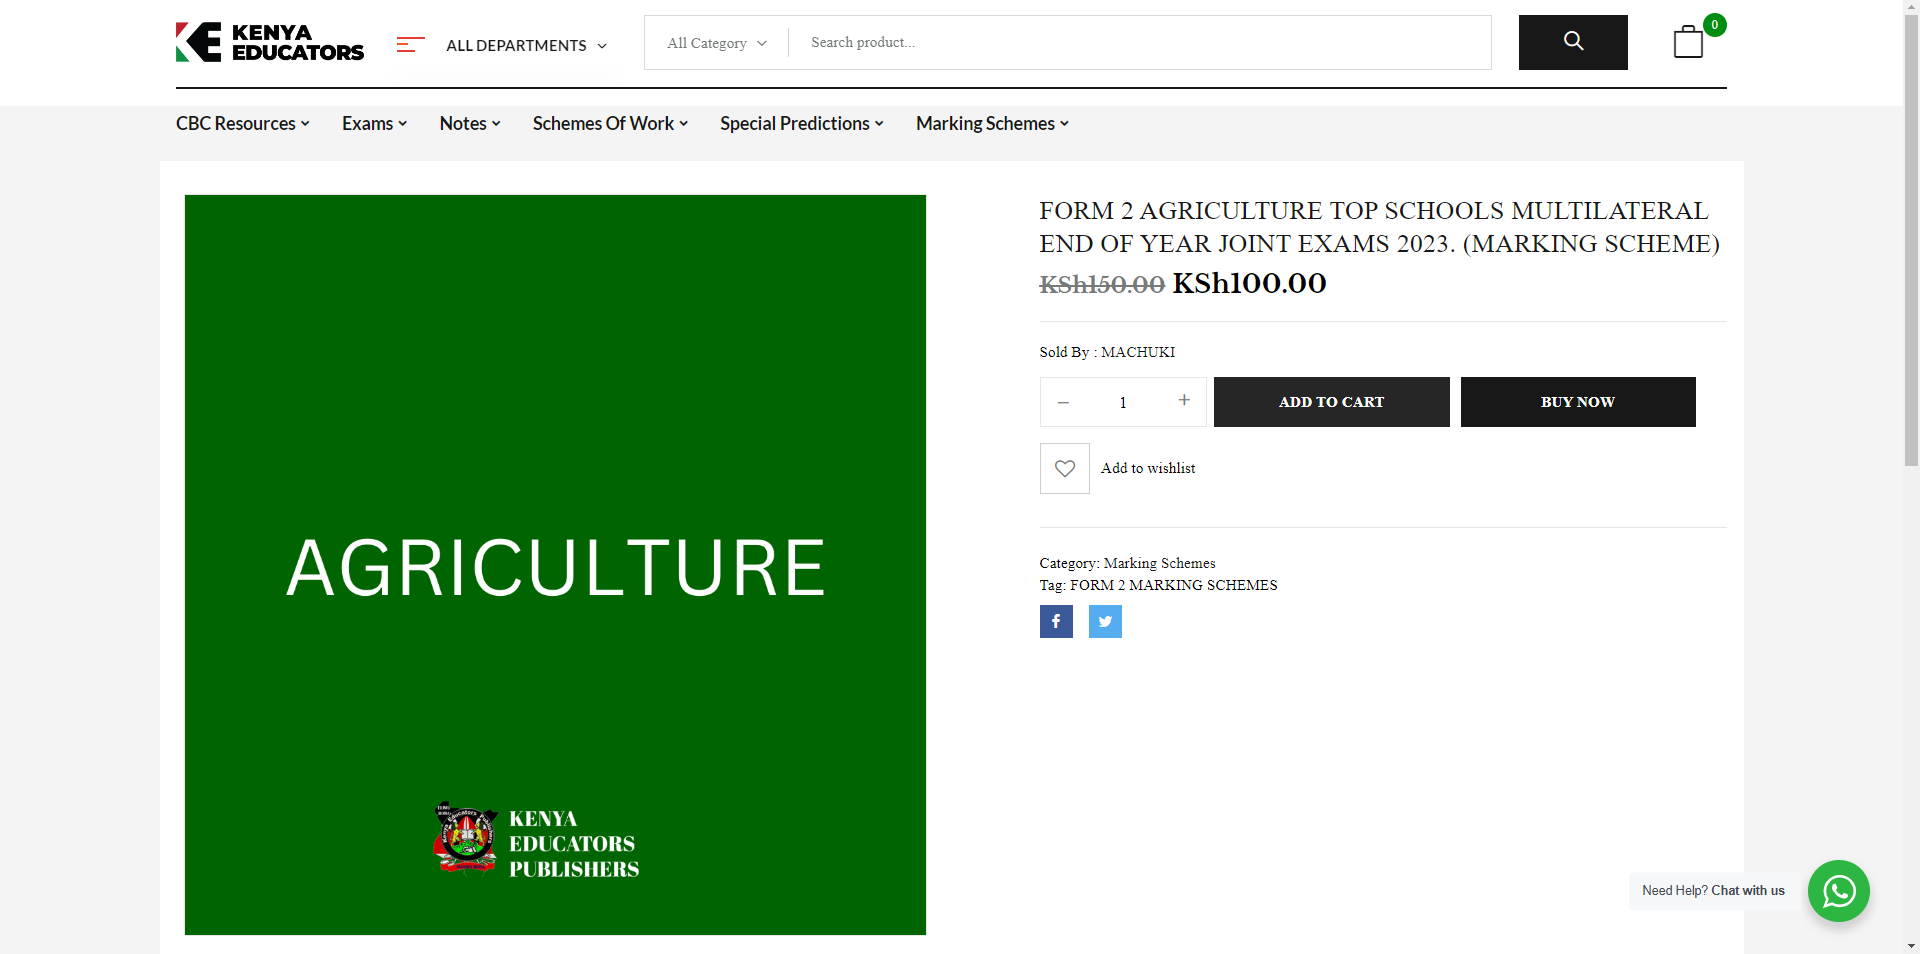 KENYA
EDUCATORS
ALL DEPARTMENTS
All Category
Search product...
0
CBC Resources
Exams
Notes
Schemes Of Work
Special Predictions
Marking Schemes
AGRICULTURE
KENYA
EDUCATORS
PUBLISHERS
FORM 2 AGRICULTURE TOP SCHOOLS MULTILATERAL
END OF YEAR JOINT EXAMS 2023. (MARKING SCHEME)
KSh150.00 KSh100.00
Sold By : MACHUKI
− 1 +
ADD TO CART
BUY NOW
Add to wishlist
Category: Marking Schemes
Tag: FORM 2 MARKING SCHEMES
Need Help? Chat with us